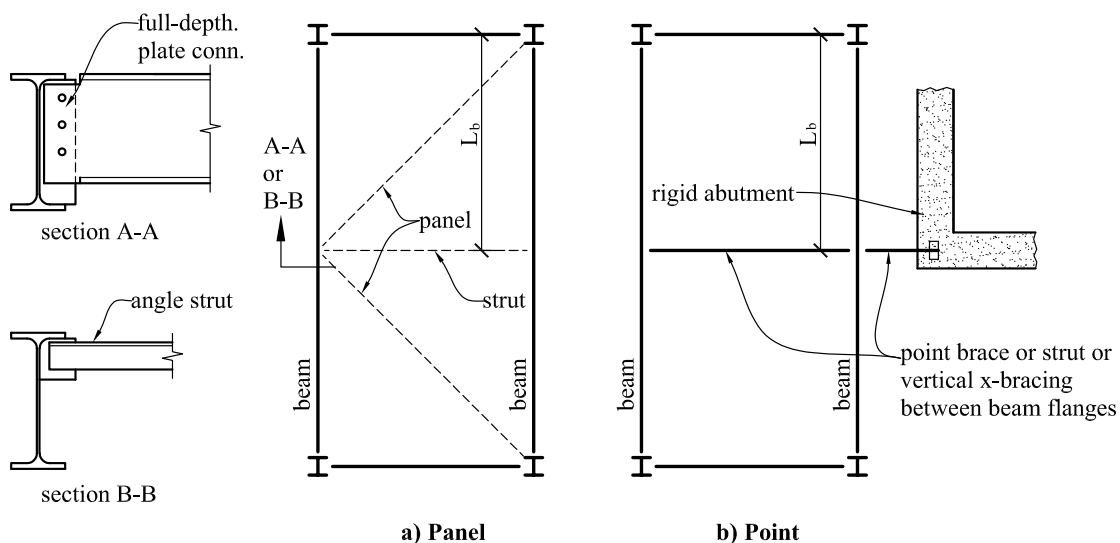 full-depth.
plate conn.
section A-A
angle strut
section B-B
A-A
or
B-B
L_b
panel
strut
beam
beam
a) Panel
L_b
rigid abutment
point brace or strut or
vertical x-bracing
between beam flanges
beam
beam
b) Point